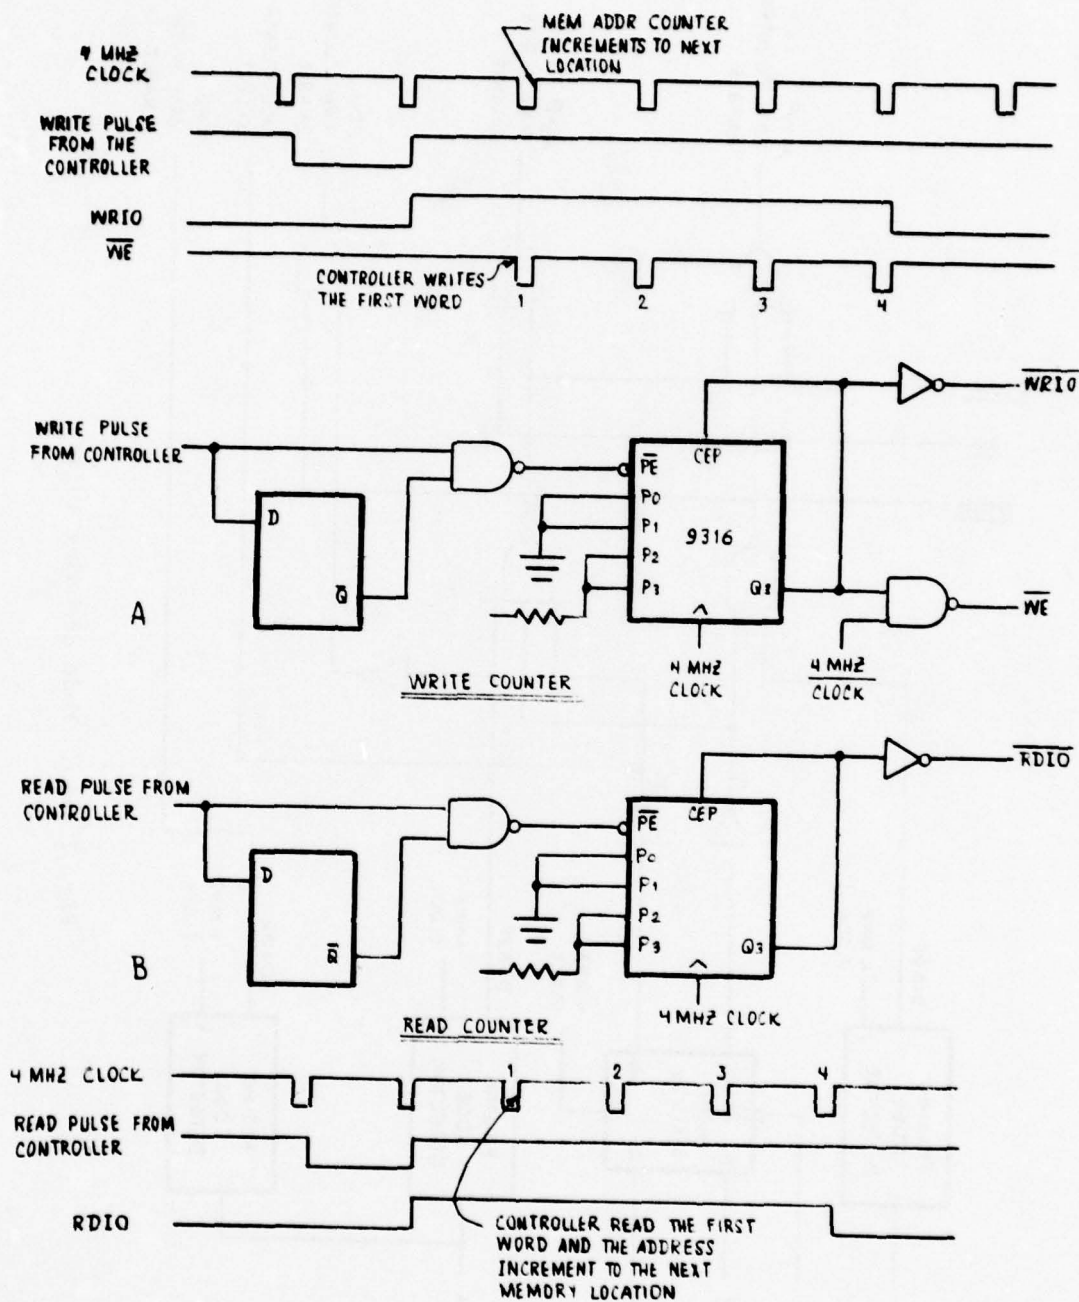 MEM ADDR COUNTER
INCREMENTS TO NEXT
LOCATION
4 MHZ
CLOCK
WRITE PULSE
FROM THE
CONTROLLER
WRIO
WE
CONTROLLER WRITES
THE FIRST WORD
1 2 3 4
WRITE PULSE
FROM CONTROLLER
D
Q
A
PE
CEP
P0
P1
P2
P3
9316
Q3
4 MHZ
CLOCK
4 MHZ
CLOCK
WRIO
WE
WRITE COUNTER
READ PULSE FROM
CONTROLLER
D
Q
B
PE
CEP
P0
P1
P2
P3
Q3
4 MHZ CLOCK
RDIO
READ COUNTER
4 MHZ CLOCK
1 2 3 4
READ PULSE FROM
CONTROLLER
RDIO
CONTROLLER READ THE FIRST
WORD AND THE ADDRESS
INCREMENT TO THE NEXT
MEMORY LOCATION